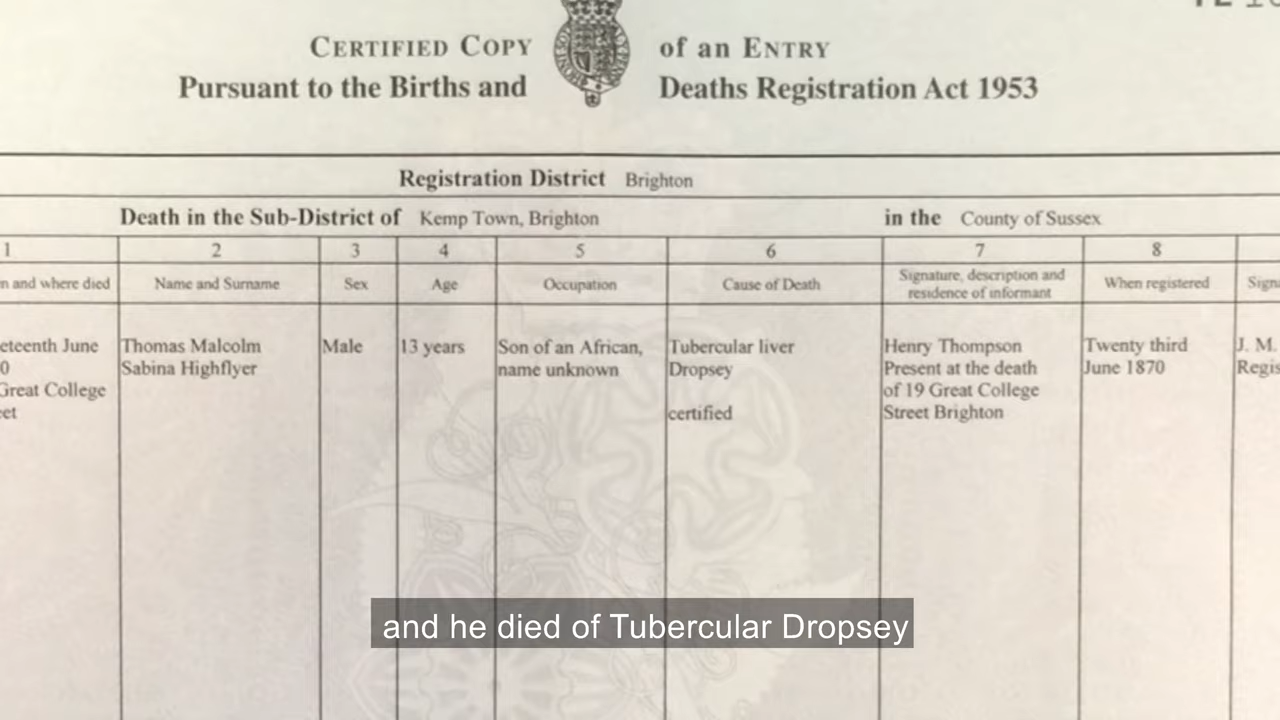 CERTIFIED COPY of an ENTRY
Pursuant to the Births and Deaths Registration Act 1953
Registration District Brighton
Death in the Sub-District of Kemp Town, Brighton in the County of Sussex
1 2 3 4 5 6 7 8
n and where died Name and Surname Sex Age Occupation Cause of Death Signature, description and residence of informant When registered Signa
eteenth June Thomas Malcolm Male 13 years Son of an African, Tubercular liver Henry Thompson Twenty third J. M.
0 Sabina Highflyer name unknown Dropsey Present at the death June 1870 Regis
Great College of 19 Great College
eet certified Street Brighton
and he died of Tubercular Dropsey